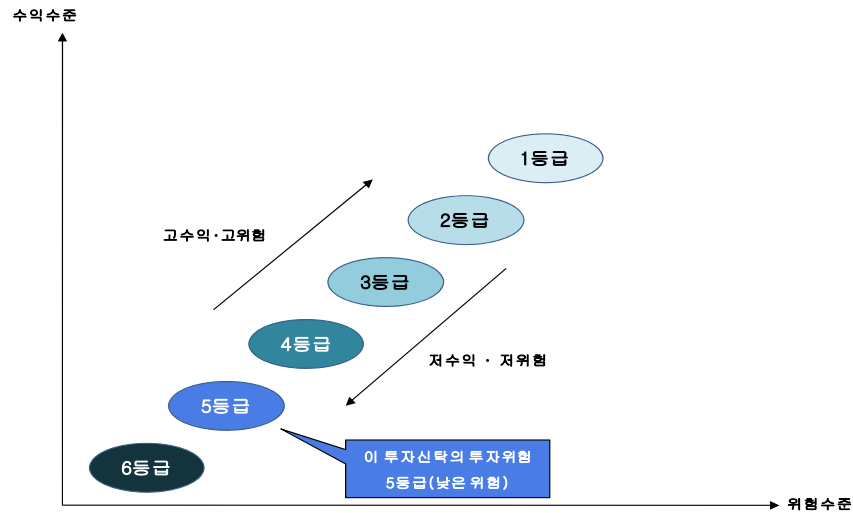 수익수준
1등급
2등급
고수익·고위험
3등급
4등급
저수익 · 저위험
5등급
이 투자신탁의 투자위험
5등급(낮은 위험)
6등급
위험수준